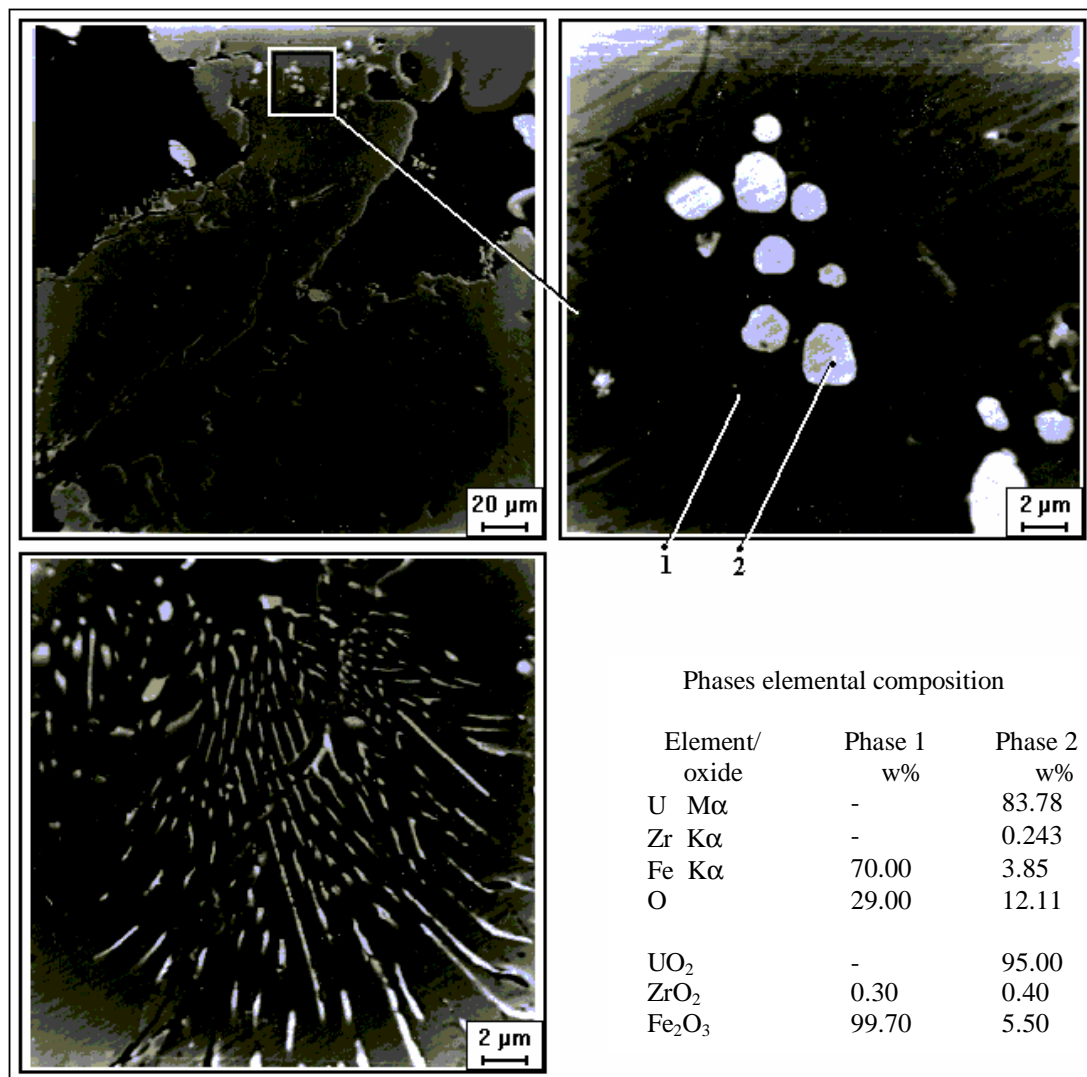 20 µm
2 µm
1 2
2 µm
Phases elemental composition
Element/ Phase 1 Phase 2
oxide w% w%
U Mα - 83.78
Zr Kα - 0.243
Fe Kα 70.00 3.85
O 29.00 12.11
UO₂ - 95.00
ZrO₂ 0.30 0.40
Fe₂O₃ 99.70 5.50